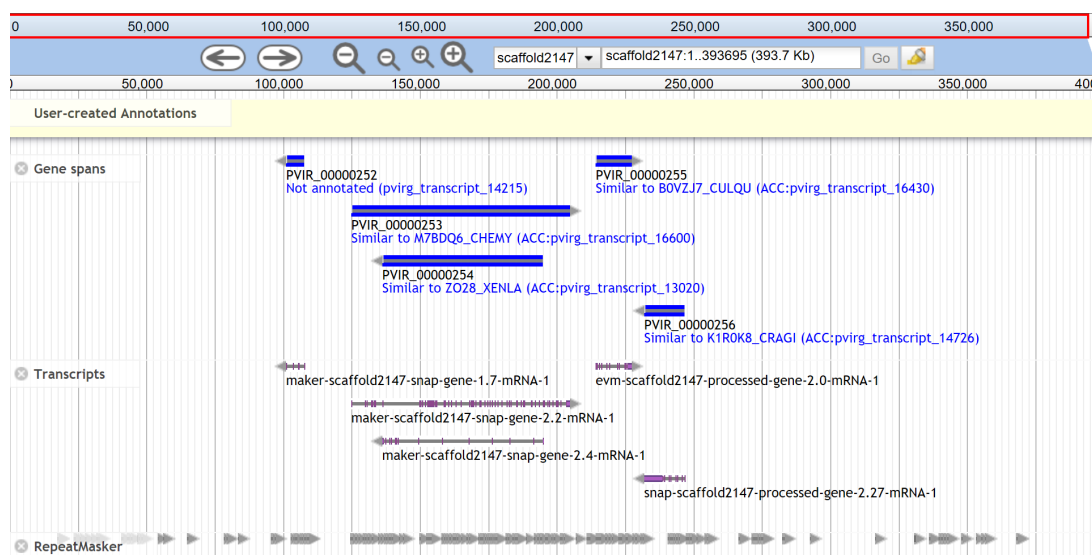 0 50,000 100,000 150,000 200,000 250,000 300,000 350,000
scaffold2147 scaffold2147:1..393695 (393.7 Kb) Go
50,000 100,000 150,000 200,000 250,000 300,000 350,000
User-created Annotations
Gene spans
PVIR_00000252 PVIR_00000255
Not annotated (pvirg_transcript_14215) Similar to B0VZJ7_CULQU (ACC:pvirg_transcript_16430)
PVIR_00000253
Similar to M7BDQ6_CHEMY (ACC:pvirg_transcript_16600)
PVIR_00000254
Similar to ZO28_XENLA (ACC:pvirg_transcript_13020)
PVIR_00000256
Similar to K1R0K8_CRAGI (ACC:pvirg_transcript_14726)
Transcripts
maker-scaffold2147-snap-gene-1.7-mRNA-1 evm-scaffold2147-processed-gene-2.0-mRNA-1
maker-scaffold2147-snap-gene-2.2-mRNA-1
maker-scaffold2147-snap-gene-2.4-mRNA-1
snap-scaffold2147-processed-gene-2.27-mRNA-1
RepeatMasker